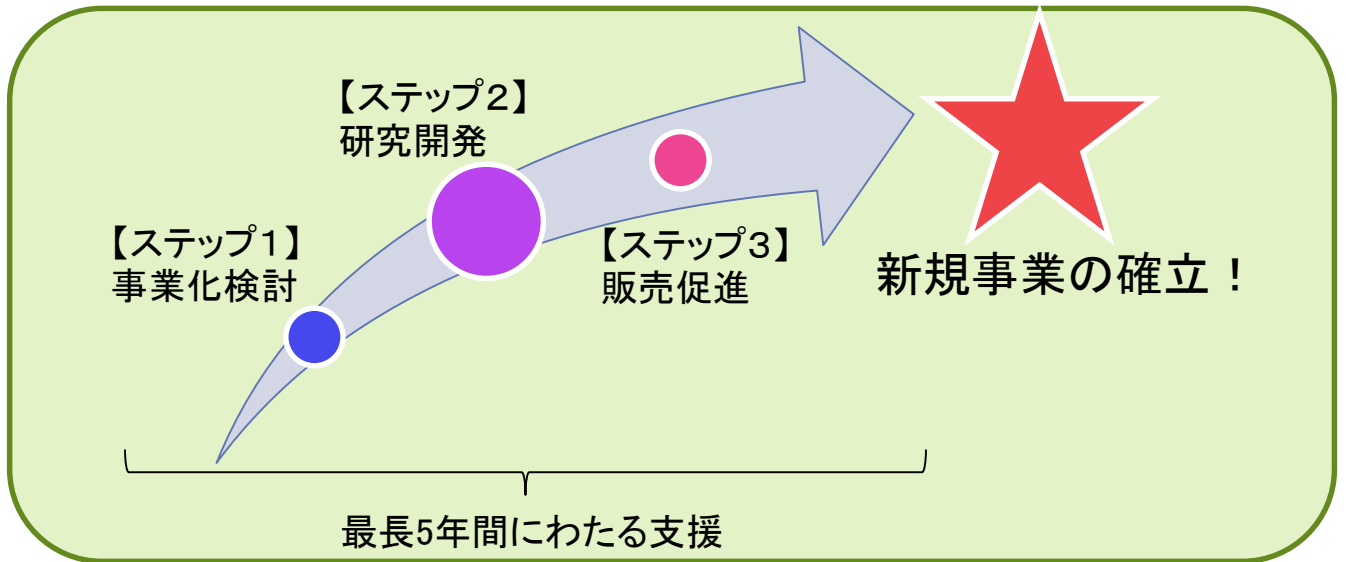 【ステップ1】
事業化検討
【ステップ2】
研究開発
【ステップ3】
販売促進
新規事業の確立！
最長5年間にわたる支援